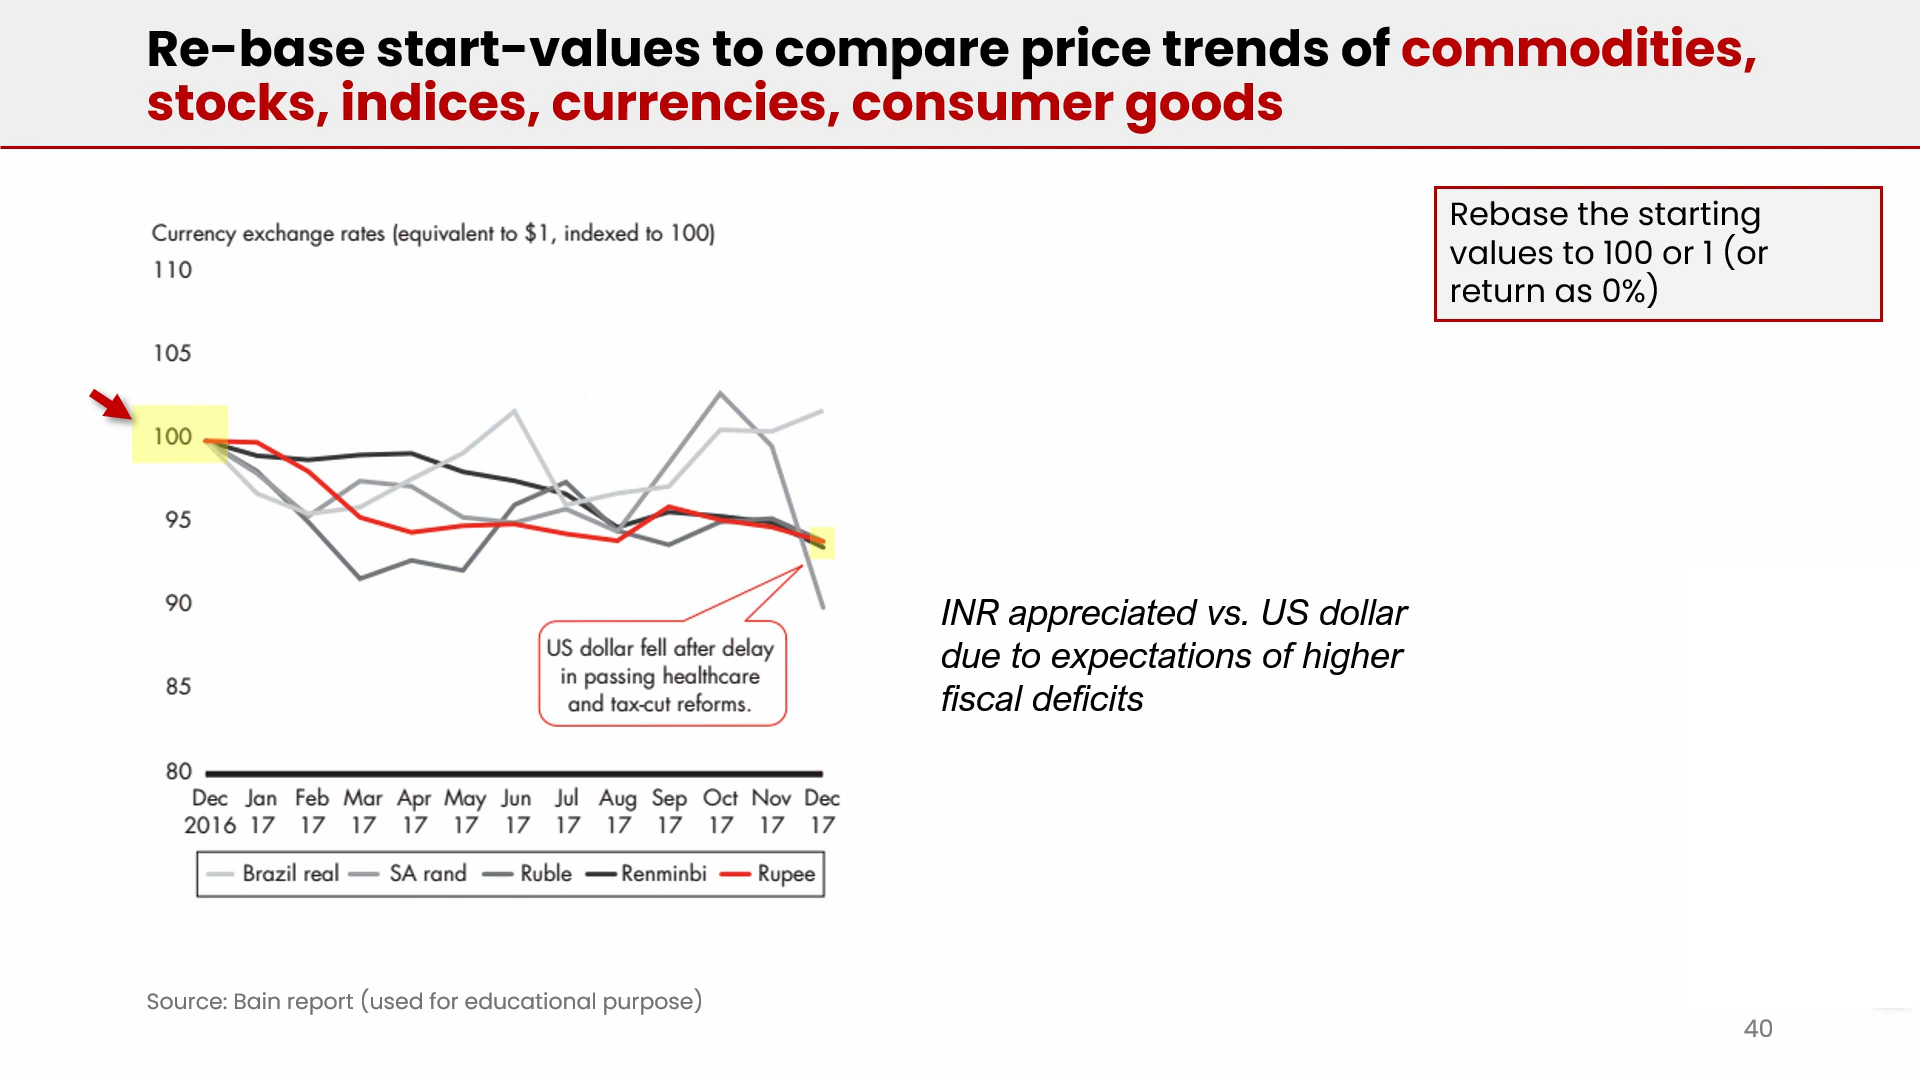 Re-base start-values to compare price trends of commodities,
stocks, indices, currencies, consumer goods
Rebase the starting
values to 100 or 1 (or
return as 0%)
Currency exchange rates (equivalent to $1, indexed to 100)
110
105
100
95
90
85
80
US dollar fell after delay
in passing healthcare
and tax-cut reforms.
INR appreciated vs. US dollar
due to expectations of higher
fiscal deficits
Dec Jan Feb Mar Apr May Jun Jul Aug Sep Oct Nov Dec
2016 17 17 17 17 17 17 17 17 17 17 17 17
Brazil real SA rand Ruble Renminbi Rupee
Source: Bain report (used for educational purpose)
40